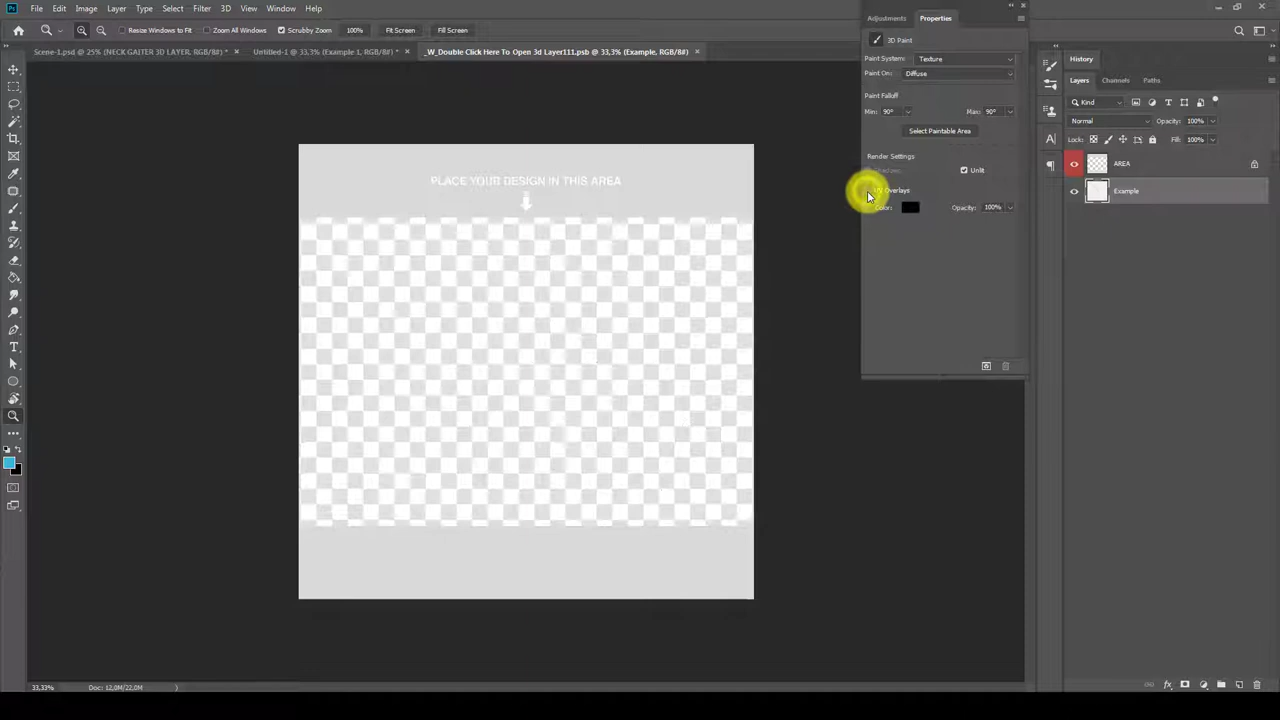 Ps File Edit Image Layer Type Select Filter 3D View Window Help
Resize Windows to Fit Zoom All Windows Scrubby Zoom 100% Fit Screen Fill Screen
Scene-1.psd @ 25% (NECK GAITER 3D LAYER, RGB/8#) * × Untitled-1 @ 33,3% (Example 1, RGB/8#) * × _W_Double Click Here To Open 3d Layer111.psb @ 33,3% (Example, RGB/8#) ×
Adjustments Properties
3D Paint
Paint System: Texture
Paint On: Diffuse
Paint Falloff
Min: 90° Max: 90°
Select Paintable Area
Render Settings
Shadows Unlit
UV Overlays
Color: Opacity: 100%
History
Layers Channels Paths
Kind
Normal Opacity: 100%
Lock: Fill: 100%
AREA
Example
PLACE YOUR DESIGN IN THIS AREA
33,33% Doc: 12,0M/22,0M